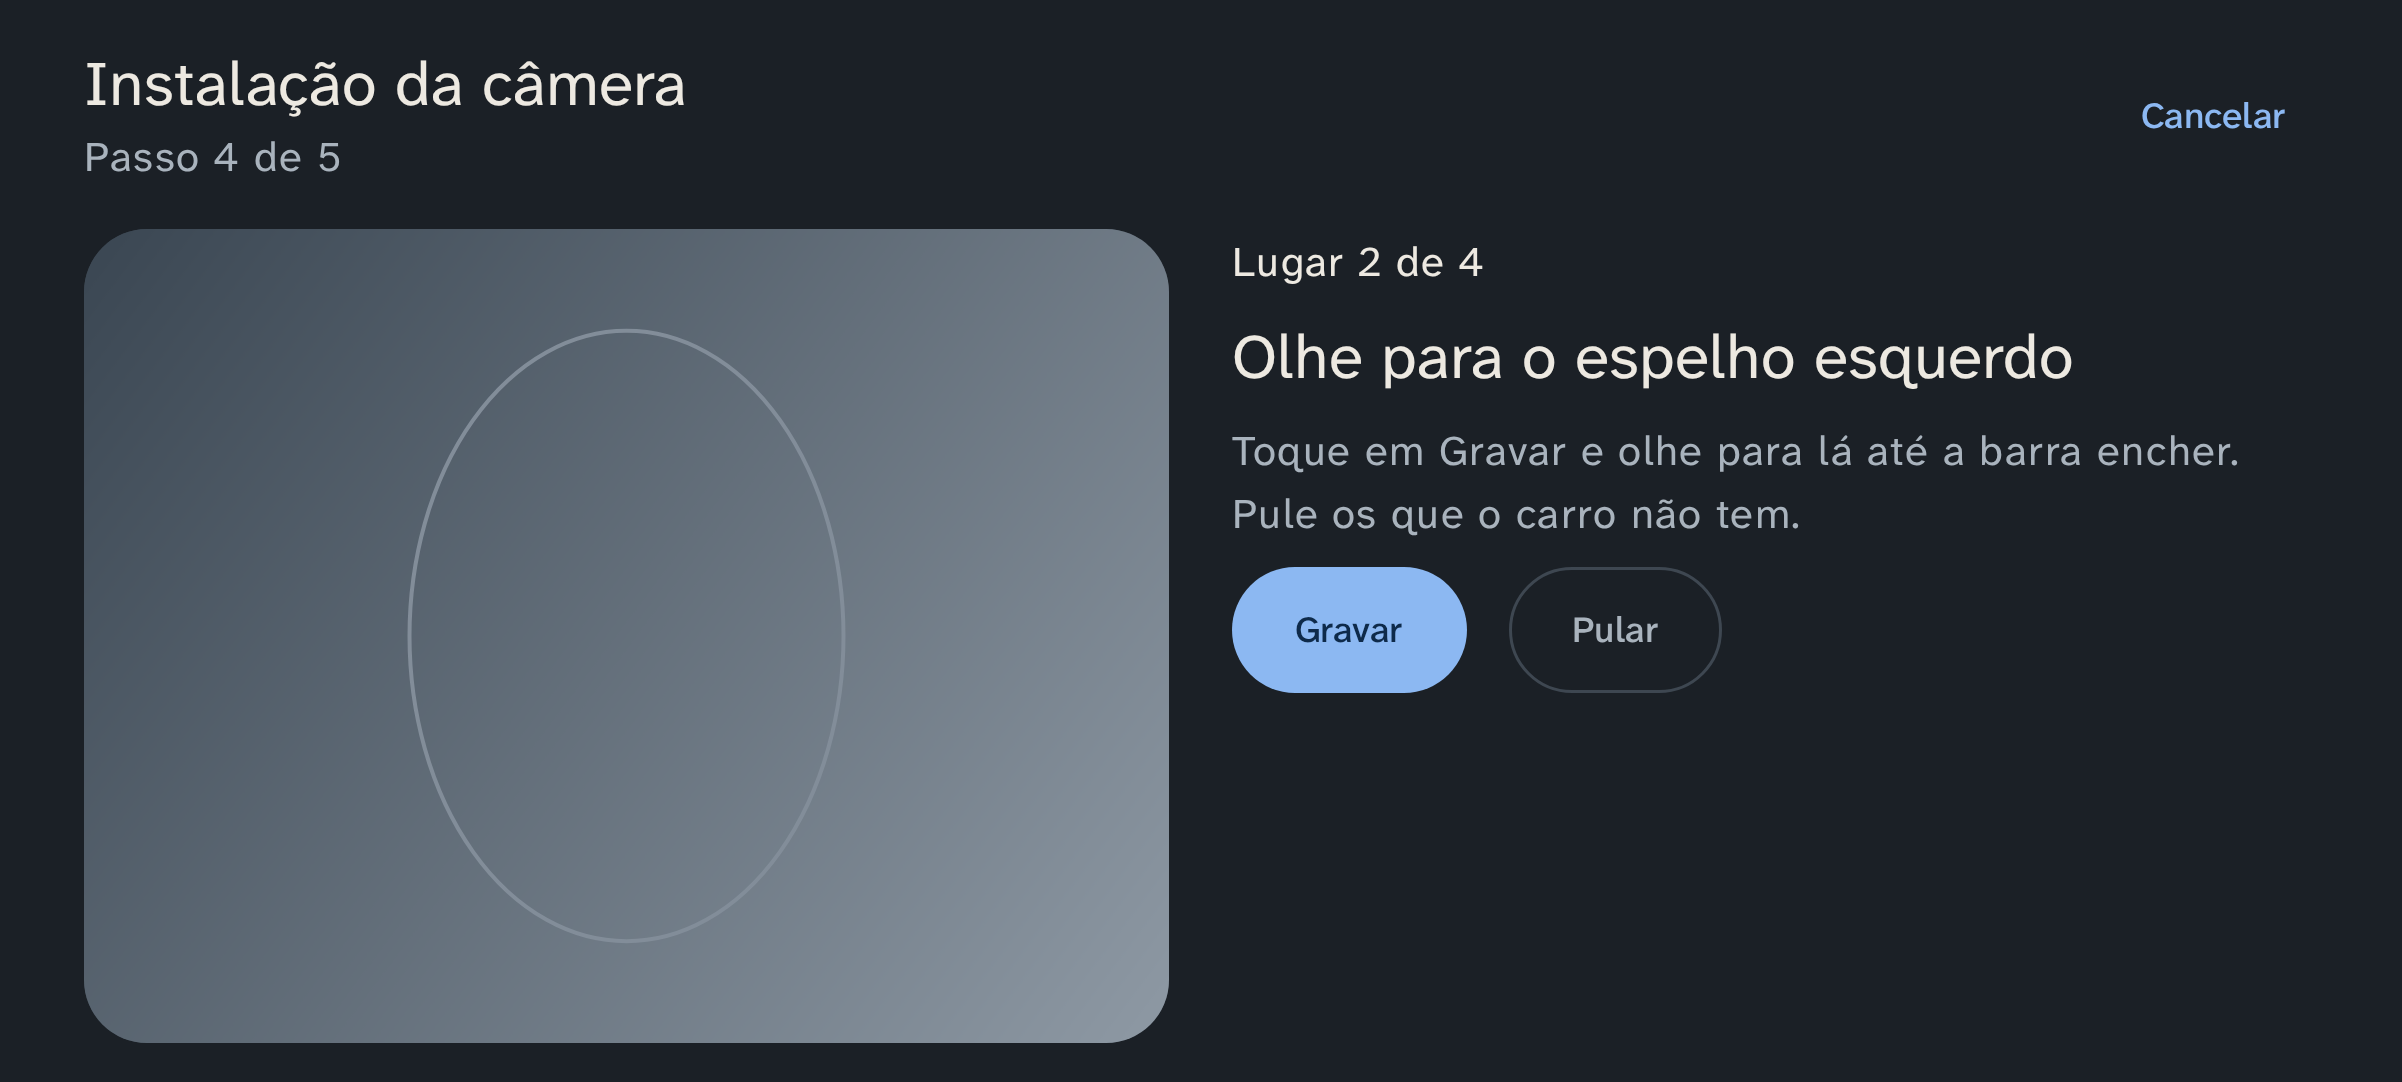 Instalação da câmera
Passo 4 de 5
Cancelar
Lugar 2 de 4
Olhe para o espelho esquerdo
Toque em Gravar e olhe para lá até a barra encher.
Pule os que o carro não tem.
Gravar
Pular